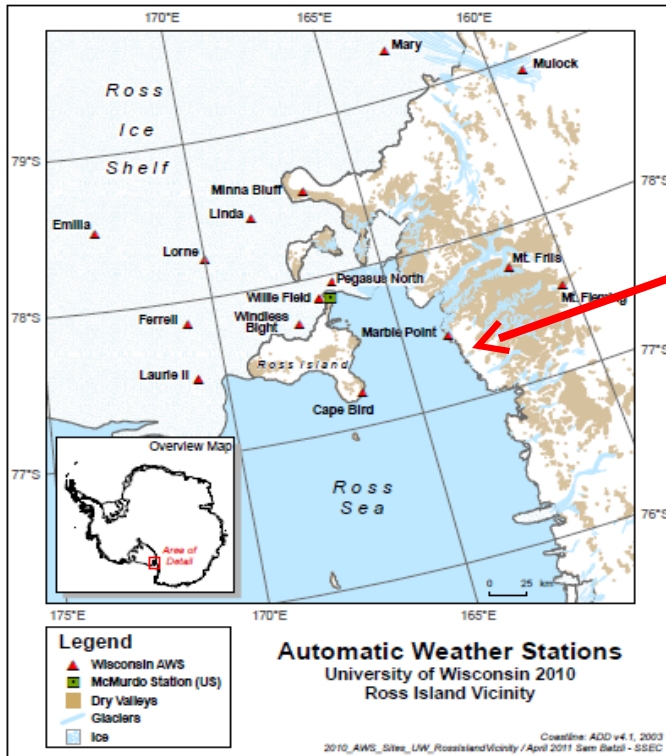 170°E 165°E 160°E
Mary
Mulock
Ross
Ice
Shelf
79°S
78°S
Minna Bluff
Linda
Emilia
Lorne
Mt. Friis
Pegasus North
Willie Field
Mt. Fleming
78°S
Ferrell
Windless
Bight
Marble Point
77°S
Ross Island
Laurie II
Cape Bird
Overview Map
77°S
Ross
Sea
76°S
Area of
Detail
0 25 km
175°E 170°E 165°E
Legend
Wisconsin AWS
McMurdo Station (US)
Dry Valleys
Glaciers
Ice
Automatic Weather Stations
University of Wisconsin 2010
Ross Island Vicinity
Coastline: ADD v4.1, 2003
2010_AWS_Sites_UW_RossIslandVicinity / April 2011 Sam Batzli - SSEC